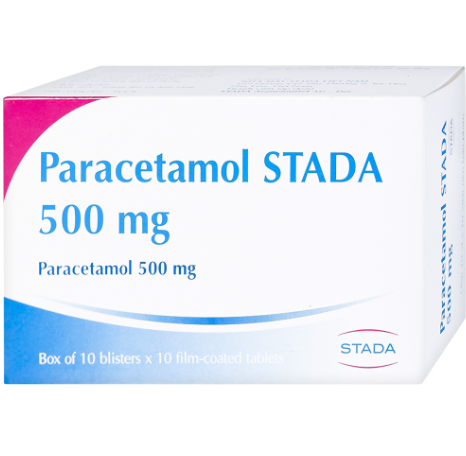 Paracetamol STADA
500 mg
Paracetamol 500 mg
Box of 10 blisters x 10 film-coated tablets
STADA
Paracetamol STADA
500 mg
STADA